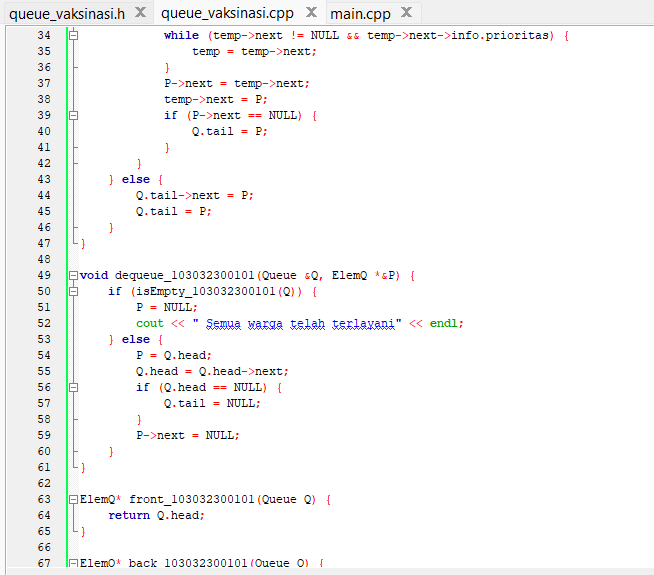 queue_vaksinasi.h X queue_vaksinasi.cpp X main.cpp X
34 while (temp->next != NULL && temp->next->info.prioritas) {
35 temp = temp->next;
36 }
37 P->next = temp->next;
38 temp->next = P;
39 if (P->next == NULL) {
40 Q.tail = P;
41 }
42 }
43 } else {
44 Q.tail->next = P;
45 Q.tail = P;
46 }
47 }
48
49 void dequeue_103032300101(Queue &Q, ElemQ *&P) {
50 if (isEmpty_103032300101(Q)) {
51 P = NULL;
52 cout << " Semua warga telah terlayani" << endl;
53 } else {
54 P = Q.head;
55 Q.head = Q.head->next;
56 if (Q.head == NULL) {
57 Q.tail = NULL;
58 }
59 P->next = NULL;
60 }
61 }
62
63 ElemQ* front_103032300101(Queue Q) {
64 return Q.head;
65 }
66
67 ElemQ* back_103032300101(Queue Q) {